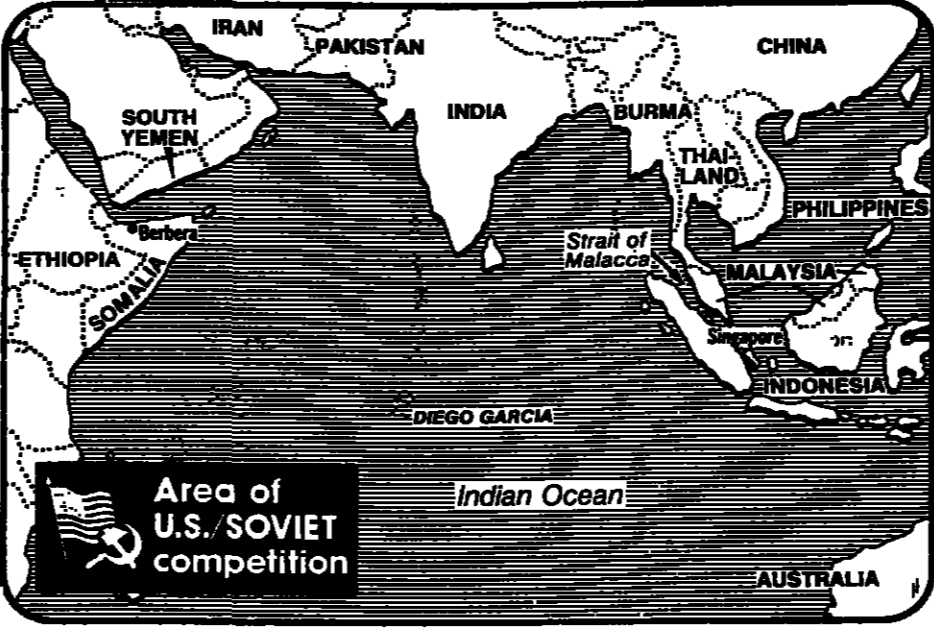 IRAN
PAKISTAN
CHINA
SOUTH
YEMEN
INDIA
BURMA
THAI-
LAND
PHILIPPINES
Berbera
ETHIOPIA
Strait of
Malacca
SOMALIA
MALAYSIA
Singapore
INDONESIA
DIEGO GARCIA
Indian Ocean
Area of
U.S./SOVIET
competition
AUSTRALIA